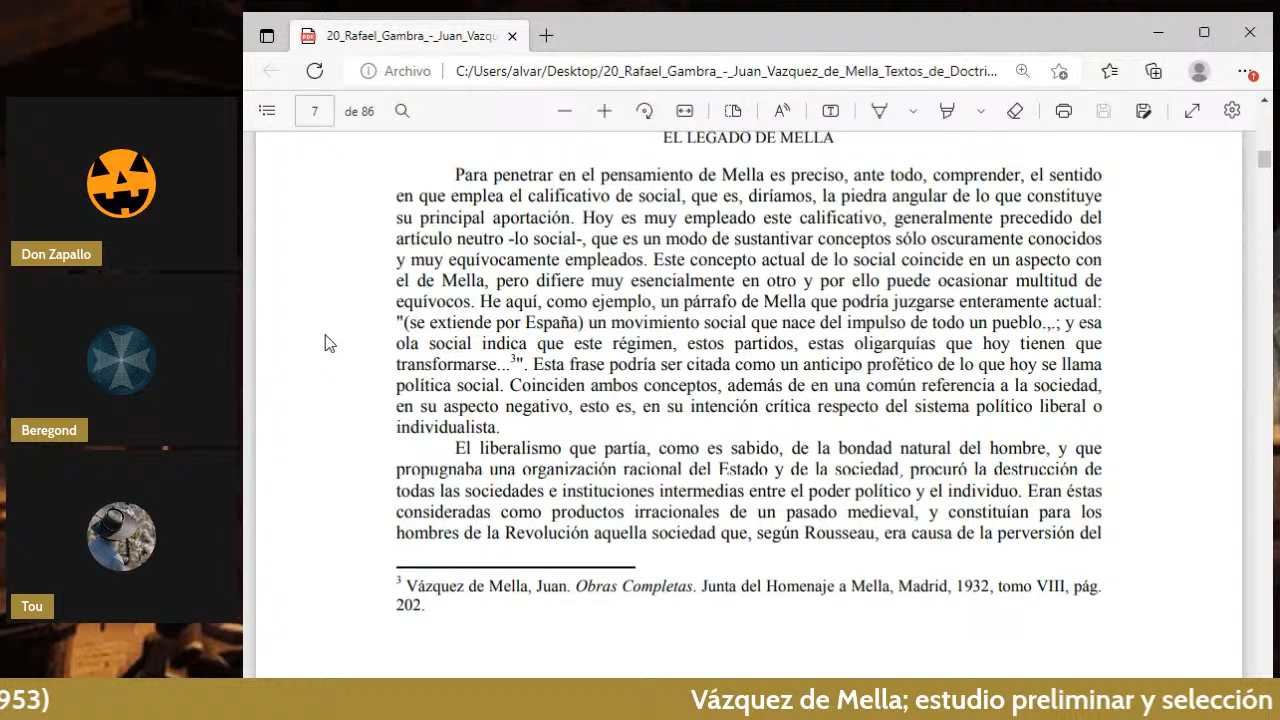 20_Rafael_Gambra_-_Juan_Vazqu
Archivo
C:/Users/alvar/Desktop/20_Rafael_Gambra_-_Juan_Vazquez_de_Mella_Textos_de_Doctri...
7 de 86
EL LEGADO DE MELLA
Para penetrar en el pensamiento de Mella es preciso, ante todo, comprender, el sentido
en que emplea el calificativo de social, que es, diríamos, la piedra angular de lo que constituye
su principal aportación. Hoy es muy empleado este calificativo, generalmente precedido del
artículo neutro -lo social-, que es un modo de sustantivar conceptos sólo oscuramente conocidos
y muy equívocamente empleados. Este concepto actual de lo social coincide en un aspecto con
el de Mella, pero difiere muy esencialmente en otro y por ello puede ocasionar multitud de
equívocos. He aquí, como ejemplo, un párrafo de Mella que podría juzgarse enteramente actual:
"(se extiende por España) un movimiento social que nace del impulso de todo un pueblo.,.; y esa
ola social indica que este régimen, estos partidos, estas oligarquías que hoy tienen que
transformarse...3". Esta frase podría ser citada como un anticipo profético de lo que hoy se llama
política social. Coinciden ambos conceptos, además de en una común referencia a la sociedad,
en su aspecto negativo, esto es, en su intención crítica respecto del sistema político liberal o
individualista.
El liberalismo que partía, como es sabido, de la bondad natural del hombre, y que
propugnaba una organización racional del Estado y de la sociedad, procuró la destrucción de
todas las sociedades e instituciones intermedias entre el poder político y el individuo. Eran éstas
consideradas como productos irracionales de un pasado medieval, y constituían para los
hombres de la Revolución aquella sociedad que, según Rousseau, era causa de la perversión del
3 Vázquez de Mella, Juan. Obras Completas. Junta del Homenaje a Mella, Madrid, 1932, tomo VIII, pág.
202.
Don Zapallo
Beregond
Tou
953)
Vázquez de Mella; estudio preliminar y selección